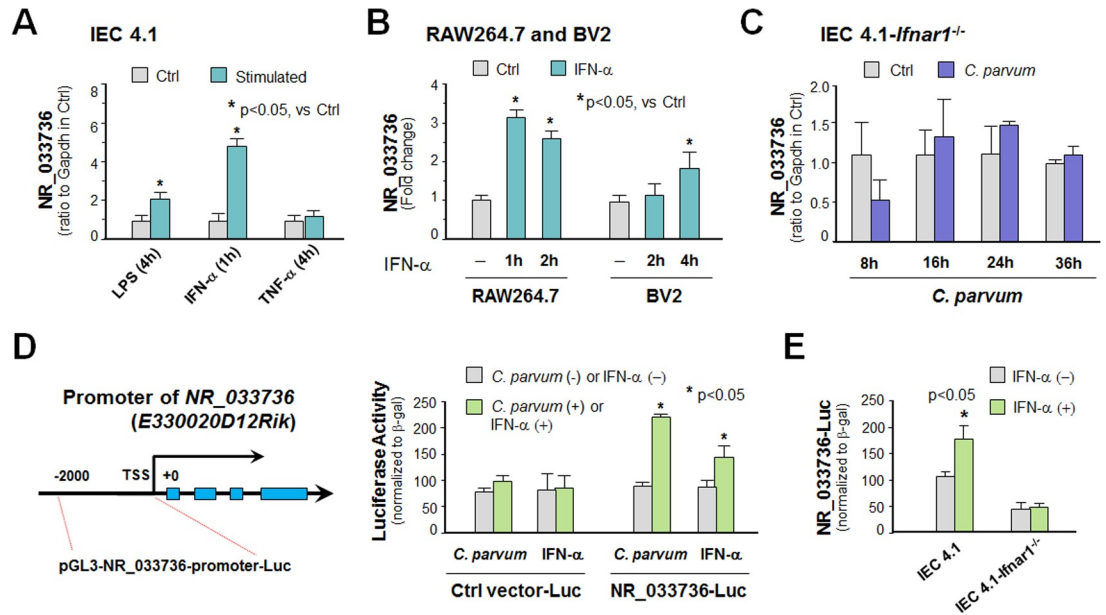 A
IEC 4.1
Ctrl
Stimulated
NR_033736
(ratio to Gapdh in Ctrl)
8
6
4
2
0
* p<0.05, vs Ctrl
*
*
LPS (4h)
IFN-α (1h)
TNF-α (4h)
B
RAW264.7 and BV2
Ctrl
IFN-α
NR_033736
(Fold change)
4
3
2
1
0
* p<0.05, vs Ctrl
*
*
*
IFN-α
–
1h
2h
–
2h
4h
RAW264.7
BV2
C
IEC 4.1-Ifnar1-/-
Ctrl
C. parvum
NR_033736
(ratio to Gapdh in Ctrl)
2.0
1.5
1.0
0.5
0
8h
16h
24h
36h
C. parvum
D
Promoter of NR_033736
(E330020D12Rik)
-2000
TSS
+0
pGL3-NR_033736-promoter-Luc
C. parvum (-) or IFN-α (–)
C. parvum (+) or
IFN-α (+)
* p<0.05
Luciferase Activity
(normalized to β-gal)
250
200
150
100
50
0
*
*
C. parvum
IFN-α
C. parvum
IFN-α
Ctrl vector-Luc
NR_033736-Luc
E
IFN-α (–)
IFN-α (+)
NR_033736-Luc
(normalized to β-gal)
250
200
150
100
50
0
p<0.05
*
IEC 4.1
IEC 4.1-Ifnar1-/-